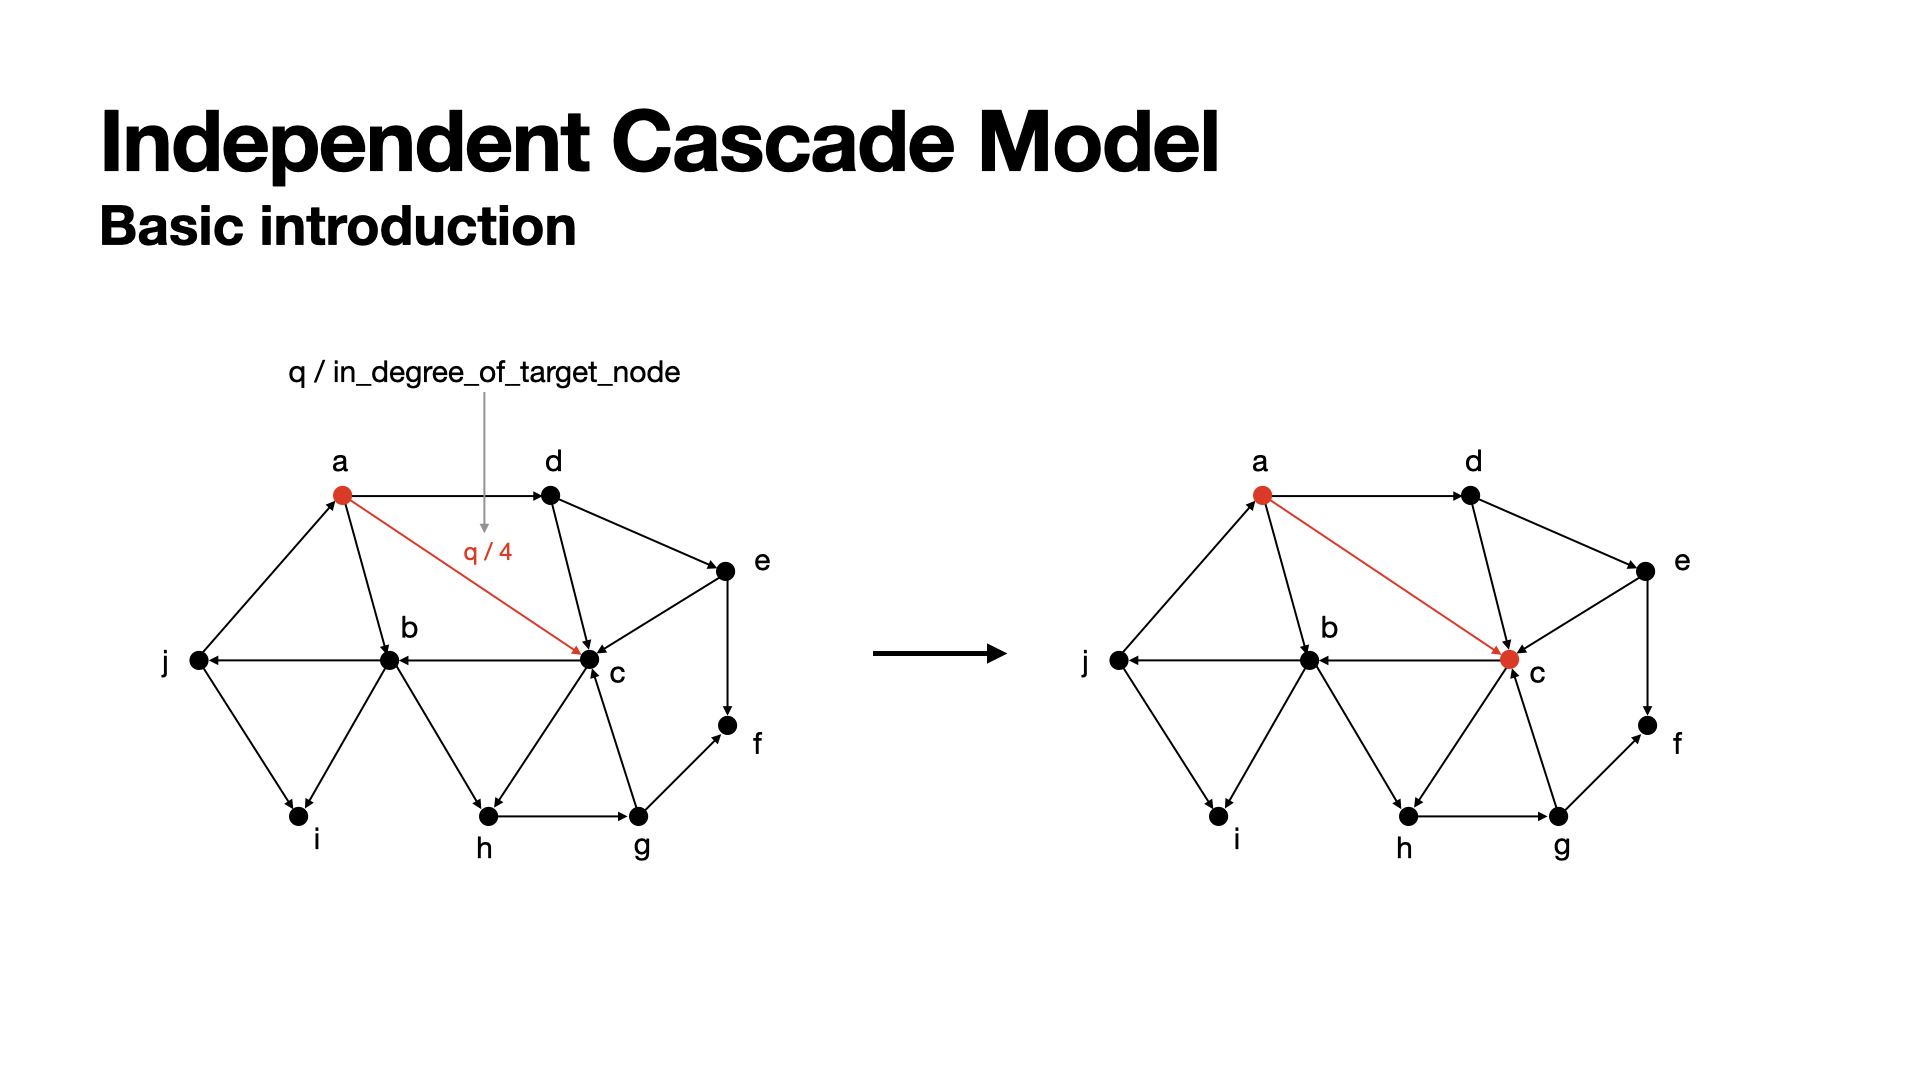 Independent Cascade Model
Basic introduction
q / in_degree_of_target_node
a
d
q / 4
e
b
j
c
f
i
h
g
a
d
e
b
j
c
f
i
h
g